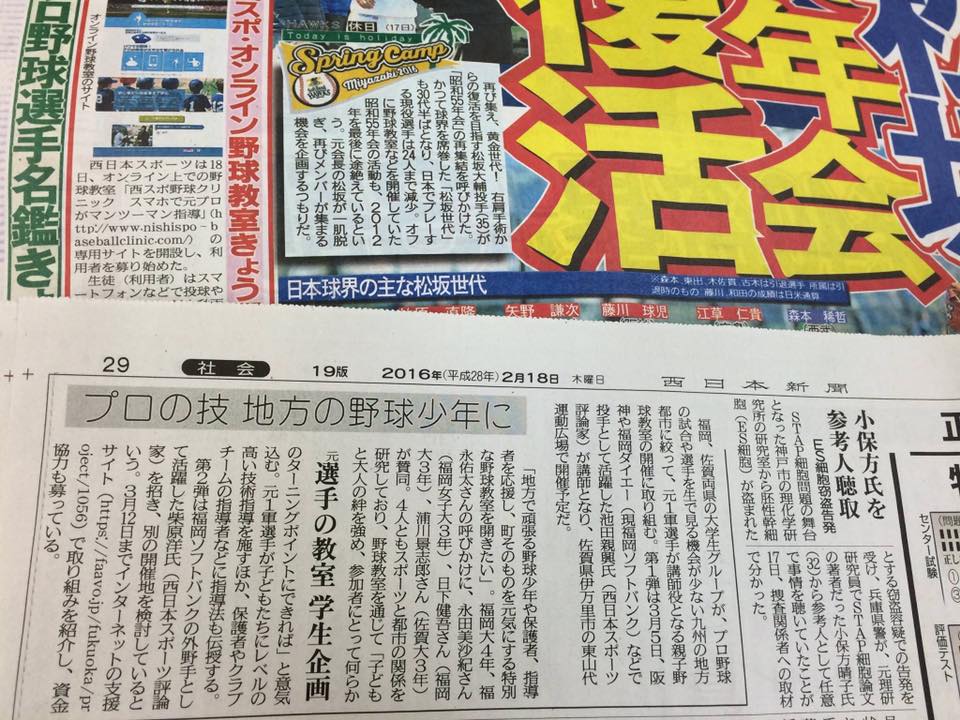 口野球選手名鑑き
スポ・オンライン野球教室きょう
オンライン野球教室のサイト
西日本スポーツは18
日、オンライン上での野
球教室「西スポ野球クリ
ニック スマホで元プロ
がマンツーマン指導」(h
ttp://www.nishispo-b
aseballclinic.com/)の
専用サイトを開設し、利
用者を募り始めた。
生徒(利用者)はスマ
ートフォンなどで投球や
HAWKS 休日(17日)
Today is holiday
Spring Camp
Miyazaki 2016
年会
復活
再び集え、黄金世代!右肩手術か
らの復活を目指す松坂大輔投手(35)が
「昭和55年会」の再集結を呼びかけた。
かつて球界を席巻した「松坂世代」
も30代半ばとなり、日本でプレーす
る現役選手は24人まで減少。オフ
に野球教室などを開催していた
昭和55年会の活動も、2012
年を最後に途絶えているとい
う。元会長の松坂が一肌脱
ぎ、再びメンバーが集まる
機会を企画するつもりだ。
日本球界の主な松坂世代
※森本、東出、木佐貫、古木は引退選手 所属は引
退時のもの 藤川、和田の成績は日米通算
矢野 謙次
藤川 球児
江草 仁貴
森本 稀哲
29
社会
19版
2016年(平成28年)2月18日 木曜日
西日本新聞
プロの技 地方の野球少年に
元選手の教室 学生企画
福岡、佐賀両県の大学生グループが、プロ野球
の試合や選手を生で見る機会が少ない九州の地方
都市に絞って、元1軍選手が講師役となる親子野
球教室の開催に取り組む。第1弾は3月5日、阪
神や福岡ダイエー(現福岡ソフトバンク)などで
投手として活躍した池田親興氏(西日本スポーツ
評論家)が講師となり、佐賀県伊万里市の東山代
運動広場で開催予定だ。
「地方で頑張る野球少年や保護者、指導
者を応援し、町そのものを元気にする特別
な野球教室を開きたい」。福岡大4年、福
永佑太さんの呼びかけに、永田美沙紀さん
(福岡女子大3年)、日下健吾さん(福岡
大3年)、浦川景志郎さん(佐賀大3年)
が賛同。4人ともスポーツと都市の関係を
研究しており、野球教室を通じて「子ども
と大人の絆を強め、参加者にとって何らか
のターニングポイントにできれば」と意気
込む。元1軍選手が子どもたちにレベルの
高い技術指導を施すほか、保護者やクラブ
チームの指導者などに指導法も伝授する。
第2弾は福岡ソフトバンクの外野手とし
て活躍した柴原洋氏(西日本スポーツ評論
家)を招き、別の開催地を検討していると
いう。3月12日までインターネットの支援
サイト(https://faavo.jp/fukuoka/pr
oject/1056)で取り組みを紹介し、資金
協力も募っている。
小保方氏を
参考人聴取
ES細胞窃盗告発
STAP細胞問題の舞台
となった神戸市の理化学研
究所の研究室から胚性幹細
胞(ES細胞)が盗まれた
とする窃盗容疑での告発を
受け、兵庫県警が、元理研
研究員でSTAP細胞論文
の著者だった小保方晴子氏
(32)から参考人として任意
で事情を聴いていたことが
17日、捜査関係者への取材
で分かった。
センター試験
評価テスト